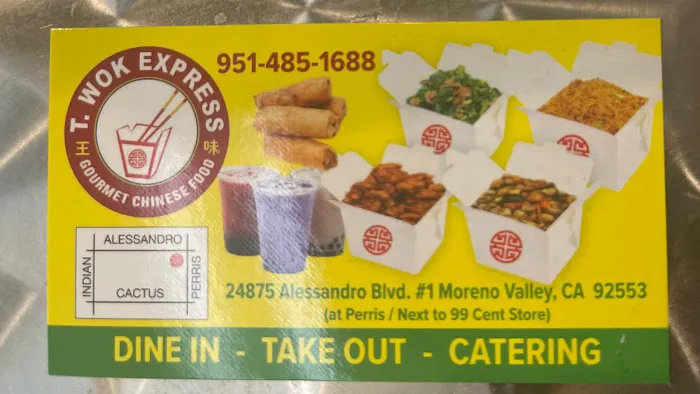 T. WOK EXPRESS
王 味
GOURMET CHINESE FOOD
951-485-1688
ALESSANDRO
INDIAN
PERRIS
CACTUS
24875 Alessandro Blvd. #1 Moreno Valley, CA 92553
(at Perris / Next to 99 Cent Store)
DINE IN - TAKE OUT - CATERING